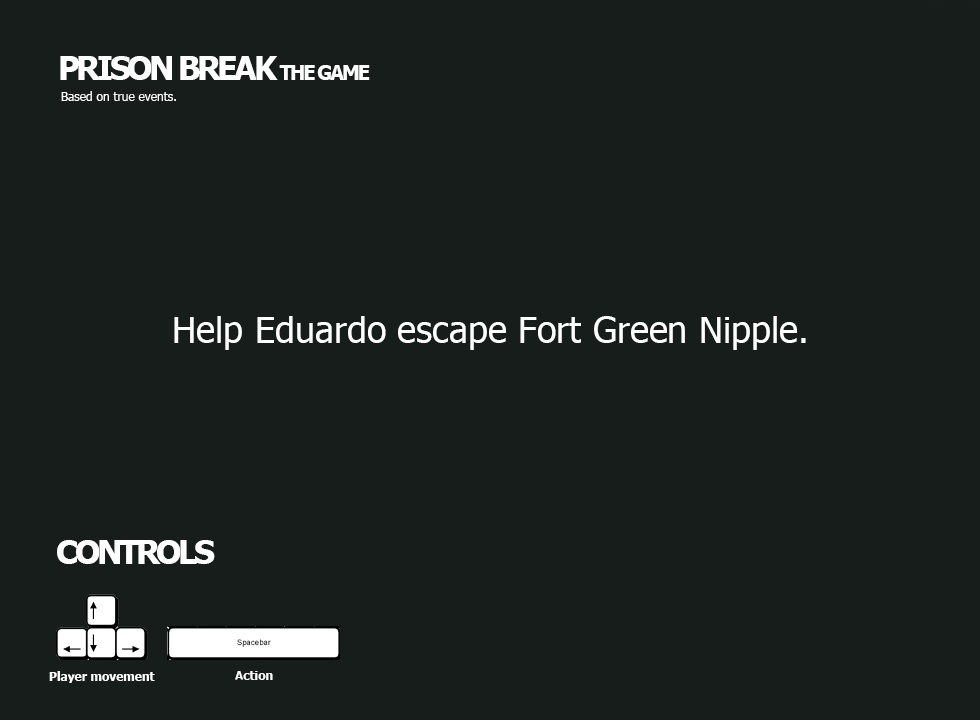 PRISON BREAK THE GAME
Based on true events.
Help Eduardo escape Fort Green Nipple.
CONTROLS
Spacebar
Player movement
Action